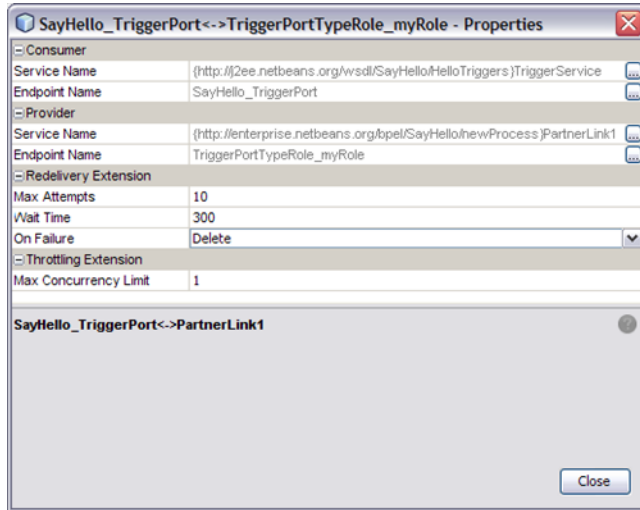 SayHello_TriggerPort<->TriggerPortTypeRole_myRole - Properties
Consumer
Service Name {http://j2ee.netbeans.org/wsdl/SayHello/HelloTriggers}TriggerService ...
Endpoint Name SayHello_TriggerPort ...
Provider
Service Name {http://enterprise.netbeans.org/bpel/SayHello/newProcess}PartnerLink1 ...
Endpoint Name TriggerPortTypeRole_myRole ...
Redelivery Extension
Max Attempts 10
Wait Time 300
On Failure Delete
Throttling Extension
Max Concurrency Limit 1
SayHello_TriggerPort<->PartnerLink1 ?
Close